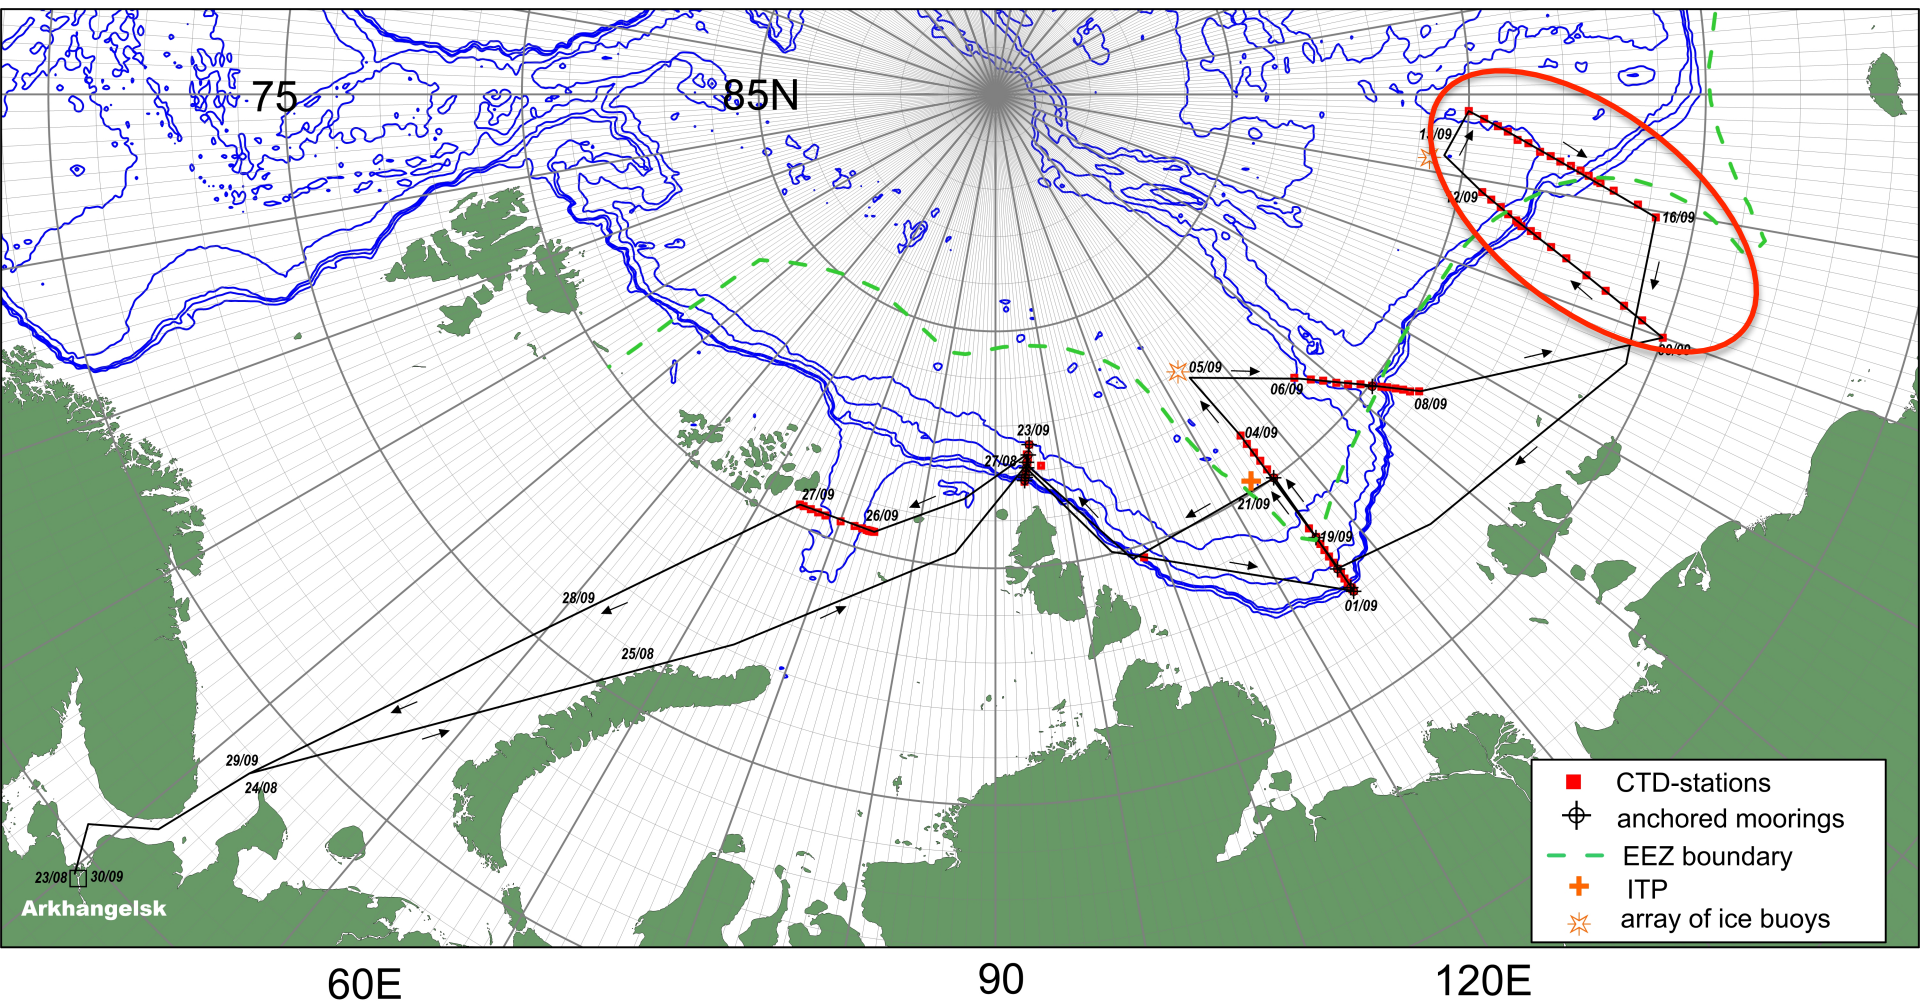 75
85N
13/09
12/09
16/09
09/09
05/09
06/09
08/09
23/09
04/09
27/08
27/09
26/09
21/09
19/09
01/09
28/09
25/08
29/09
24/08
23/08
30/09
Arkhangelsk
CTD-stations
anchored moorings
EEZ boundary
ITP
array of ice buoys
60E
90
120E